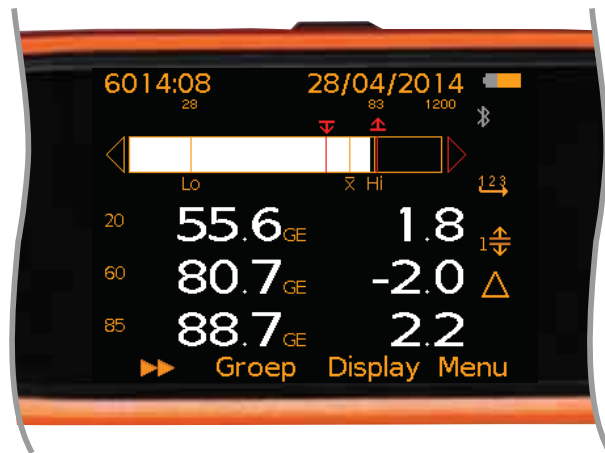 6014:08 28/04/2014
28 83 1200
Lo x̅ Hi
123
20 55.6GE 1.8
1
60 80.7GE -2.0
85 88.7GE 2.2
Groep Display Menu